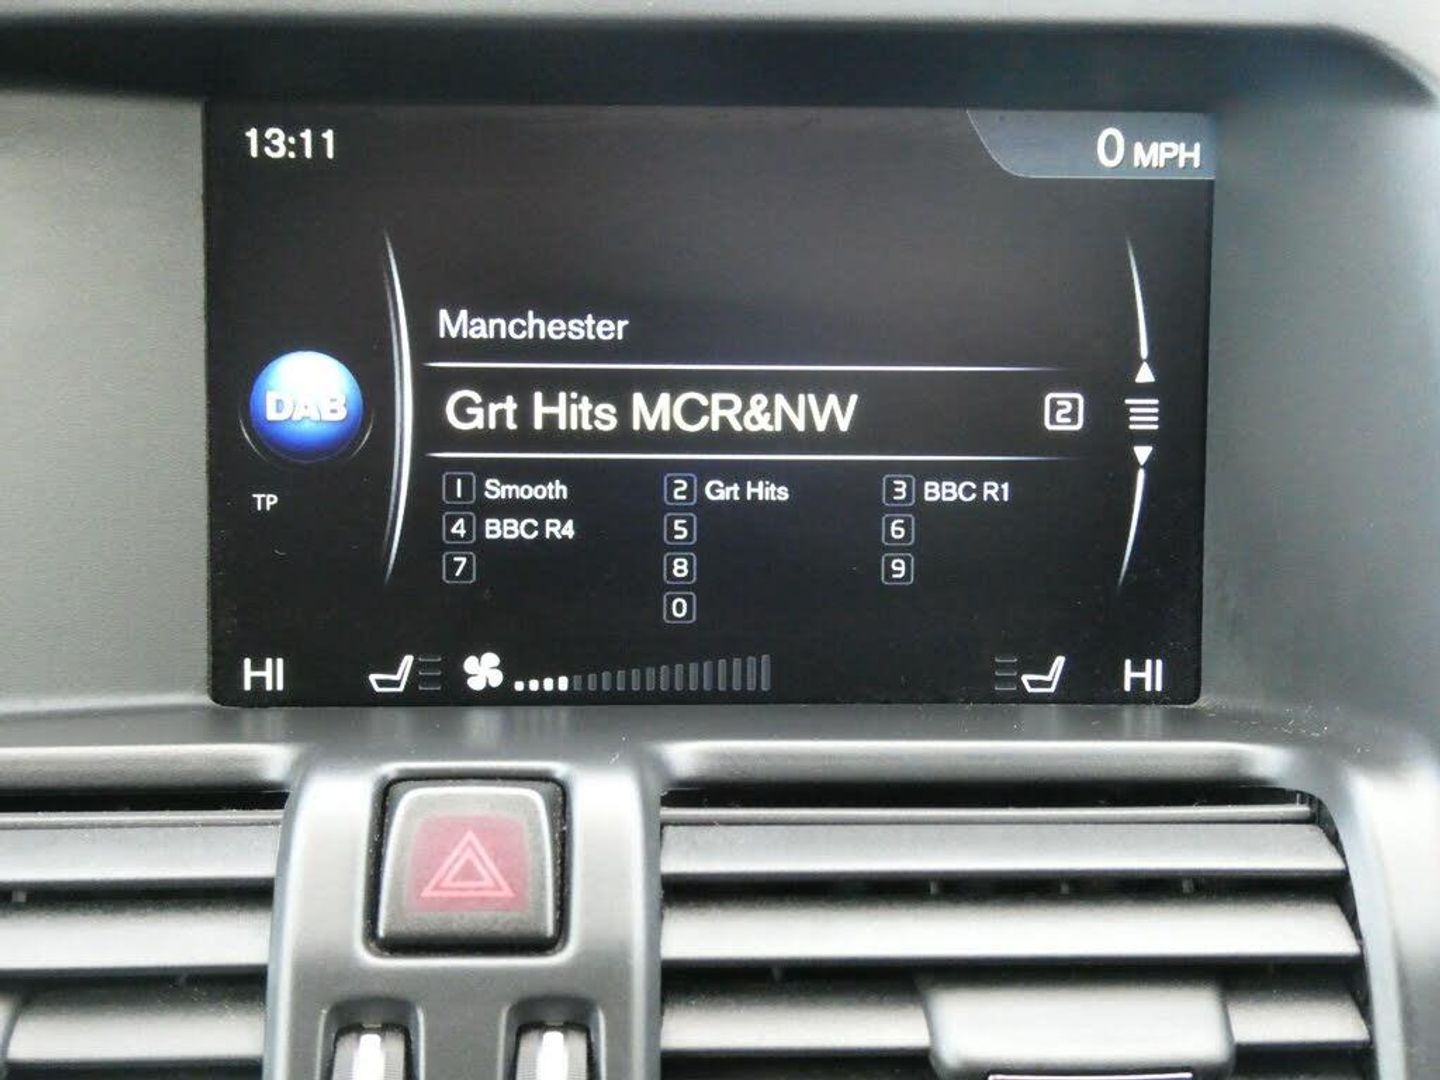 13:11
0 MPH
Manchester
DAB
Grt Hits MCR&NW 2
TP
1 Smooth 2 Grt Hits 3 BBC R1
4 BBC R4 5 6
7 8 9
0
HI HI